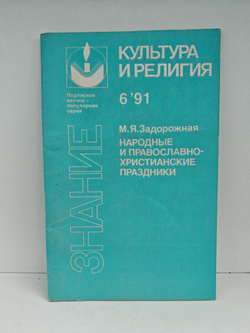 КУЛЬТУРА
И РЕЛИГИЯ
6'91
Подписная
научно-
популярная
серия
ЗНАНИЕ
М.Я.Задорожная
НАРОДНЫЕ
И ПРАВОСЛАВНО-
ХРИСТИАНСКИЕ
ПРАЗДНИКИ